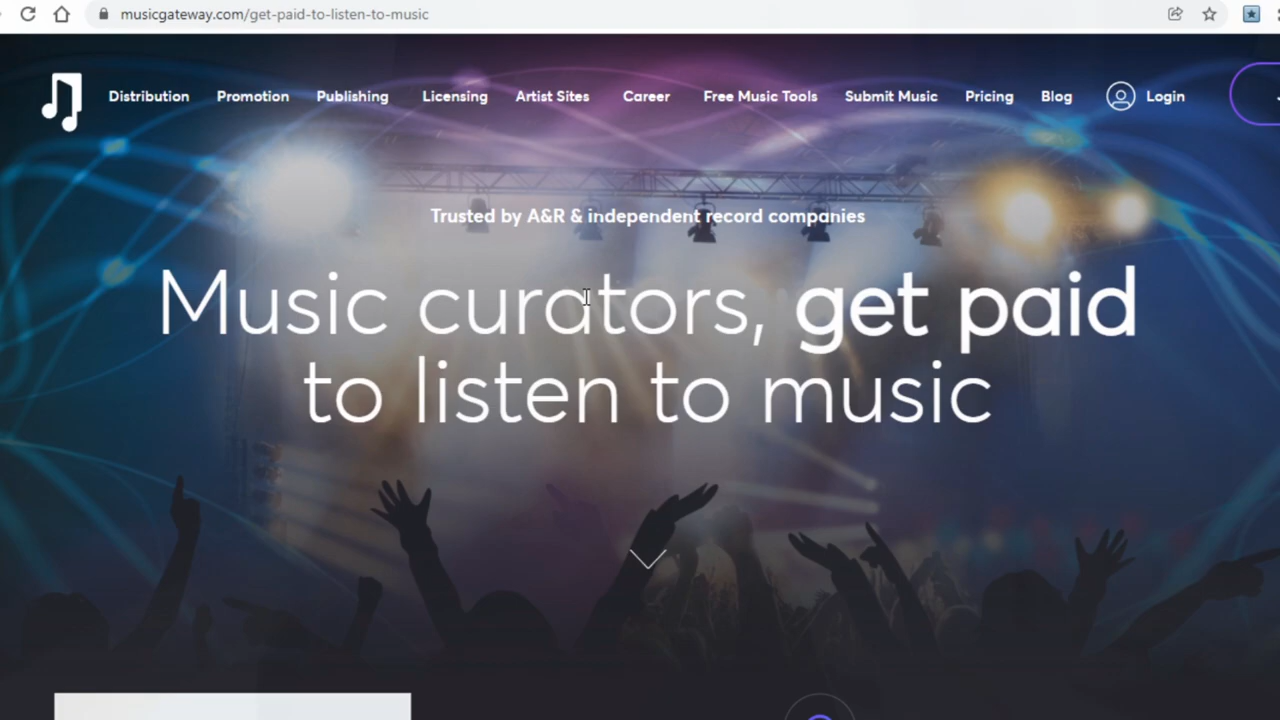 musicgateway.com/get-paid-to-listen-to-music
Distribution Promotion Publishing Licensing Artist Sites Career Free Music Tools Submit Music Pricing Blog Login
Trusted by A&R & independent record companies
Music curators, get paid
to listen to music